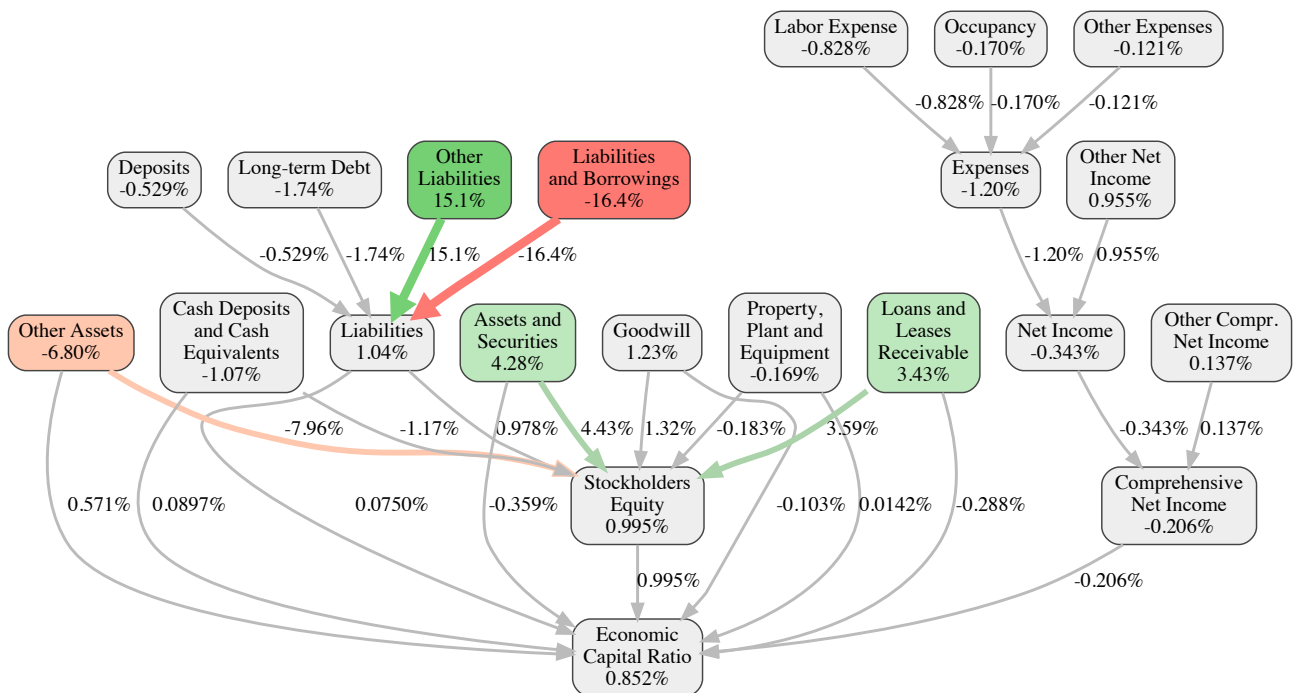 Labor Expense
-0.828%
Occupancy
-0.170%
Other Expenses
-0.121%
-0.828%
-0.170%
-0.121%
Deposits
-0.529%
Long-term Debt
-1.74%
Other
Liabilities
15.1%
Liabilities
and Borrowings
-16.4%
Expenses
-1.20%
Other Net
Income
0.955%
-0.529%
-1.74%
15.1%
-16.4%
-1.20%
0.955%
Other Assets
-6.80%
Cash Deposits
and Cash
Equivalents
-1.07%
Liabilities
1.04%
Assets and
Securities
4.28%
Goodwill
1.23%
Property,
Plant and
Equipment
-0.169%
Loans and
Leases
Receivable
3.43%
Net Income
-0.343%
Other Compr.
Net Income
0.137%
-7.96%
-1.17%
0.978%
4.43%
1.32%
-0.183%
3.59%
-0.343%
0.137%
0.571%
0.0897%
0.0750%
-0.359%
Stockholders
Equity
0.995%
-0.103%
0.0142%
-0.288%
Comprehensive
Net Income
-0.206%
0.995%
-0.206%
Economic
Capital Ratio
0.852%